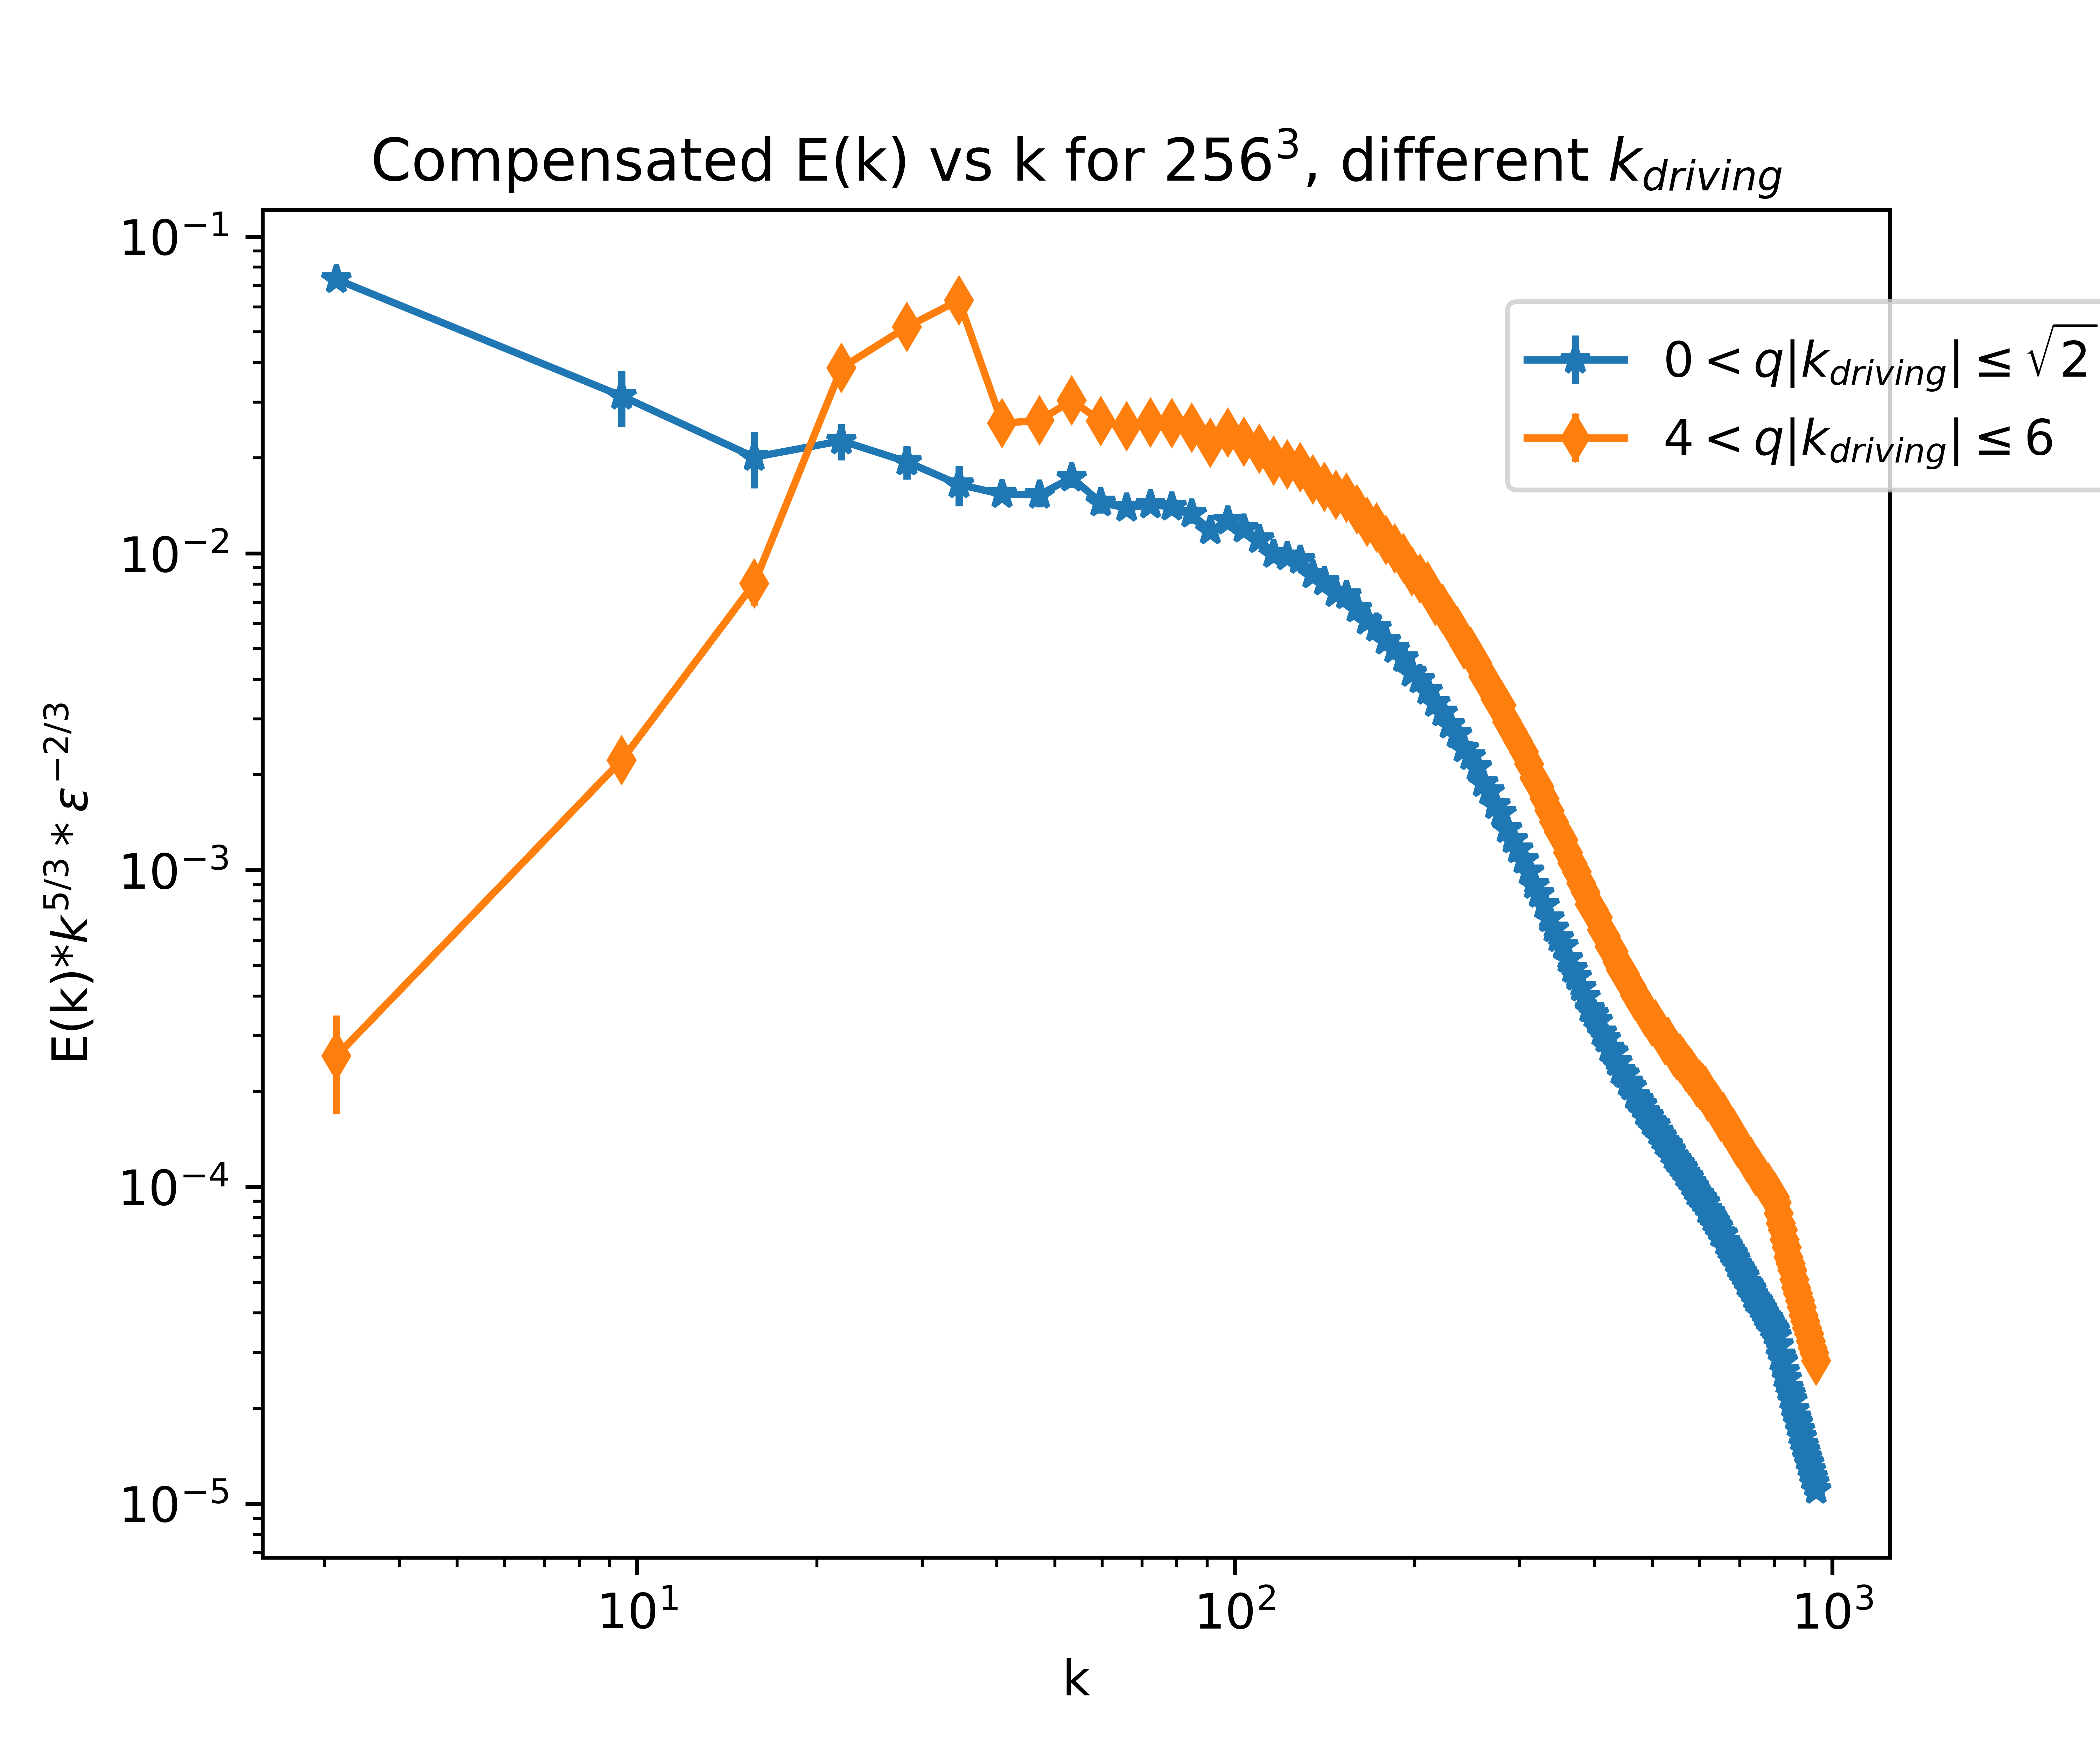 Compensated E(k) vs k for 256³, different k_driving
10⁻¹
10⁻²
10⁻³
10⁻⁴
10⁻⁵
E(k)*k^5/3 * ε^−2/3
0 < q|k_driving| ≤ √2
4 < q|k_driving| ≤ 6
10¹ 10² 10³
k